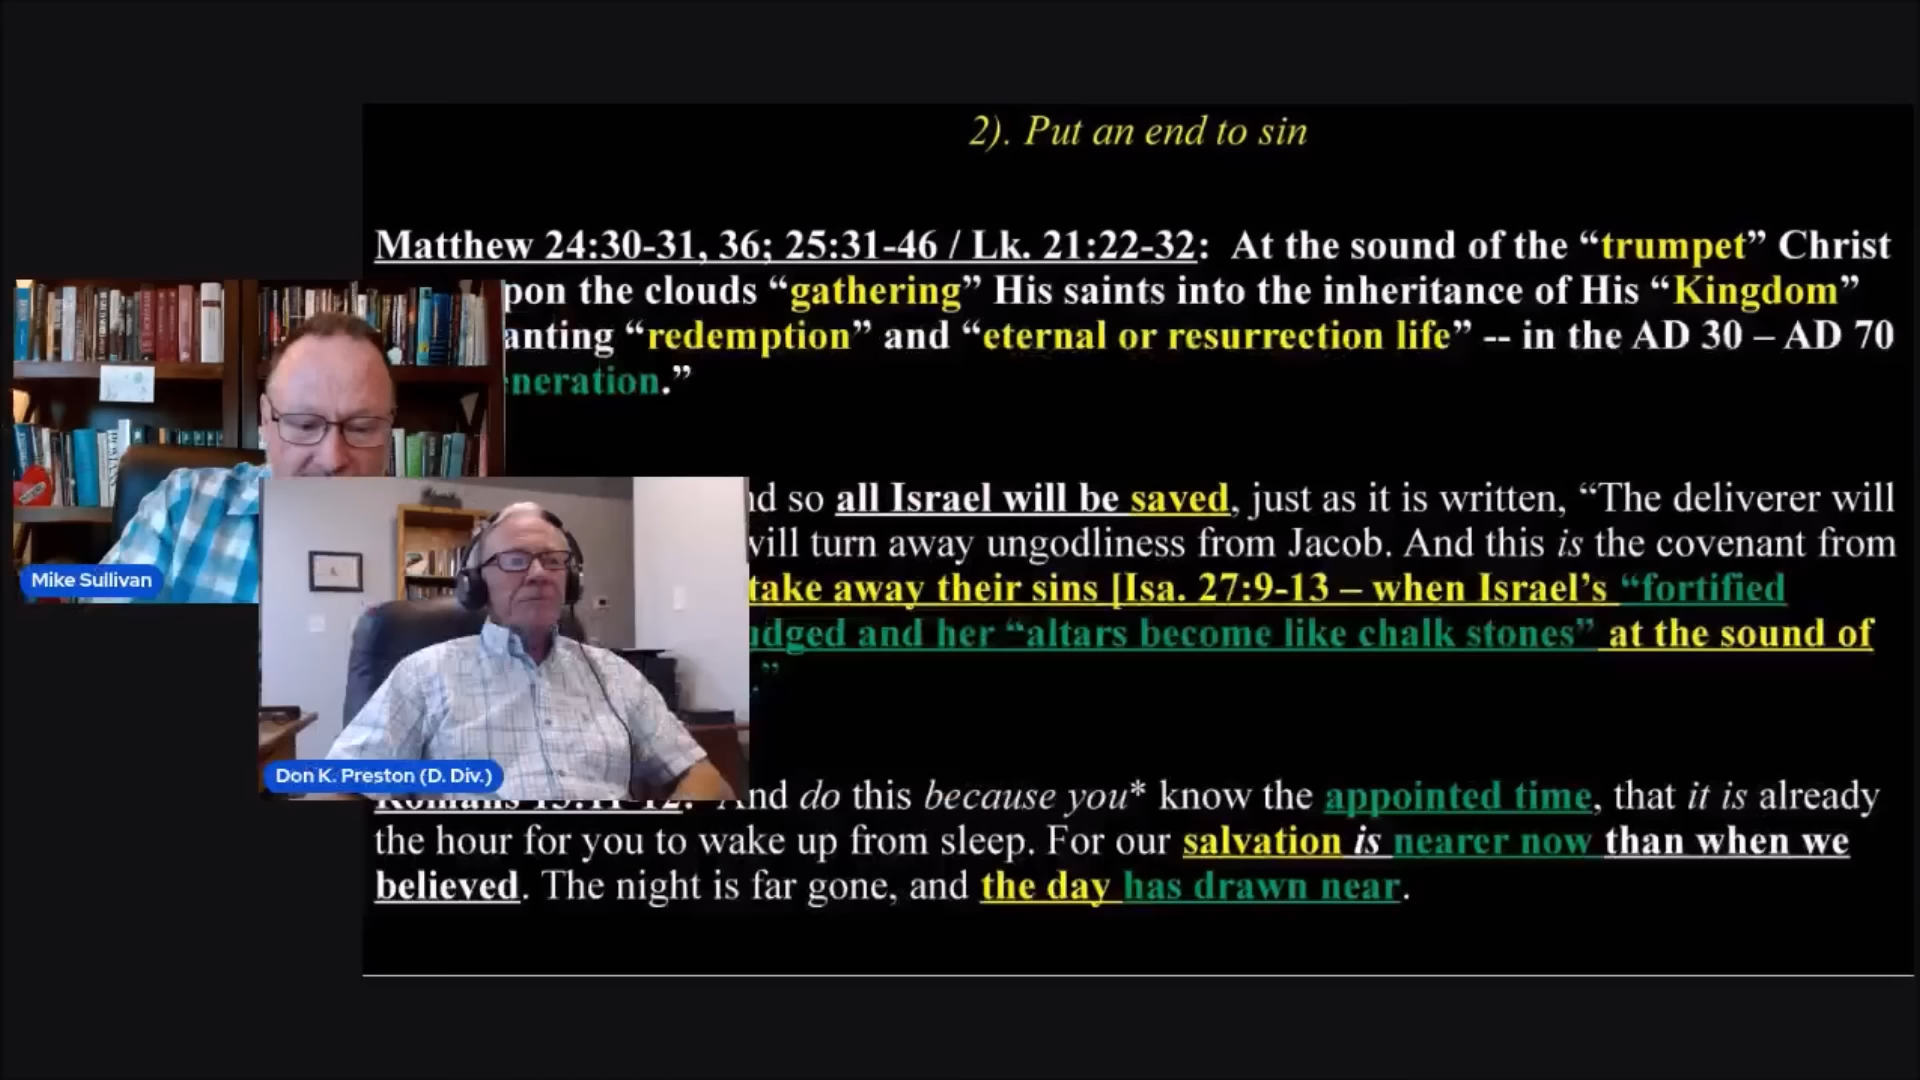 2). Put an end to sin
Matthew 24:30-31, 36; 25:31-46 / Lk. 21:22-32: At the sound of the “trumpet” Christ
pon the clouds “gathering” His saints into the inheritance of His “Kingdom”
anting “redemption” and “eternal or resurrection life” -- in the AD 30 – AD 70
neration.”
nd so all Israel will be saved, just as it is written, “The deliverer will
will turn away ungodliness from Jacob. And this is the covenant from
take away their sins [Isa. 27:9-13 – when Israel’s “fortified
dged and her “altars become like chalk stones” at the sound of
.”
And do this because you* know the appointed time, that it is already
the hour for you to wake up from sleep. For our salvation is nearer now than when we
believed. The night is far gone, and the day has drawn near.
Mike Sullivan
Don K. Preston (D. Div.)